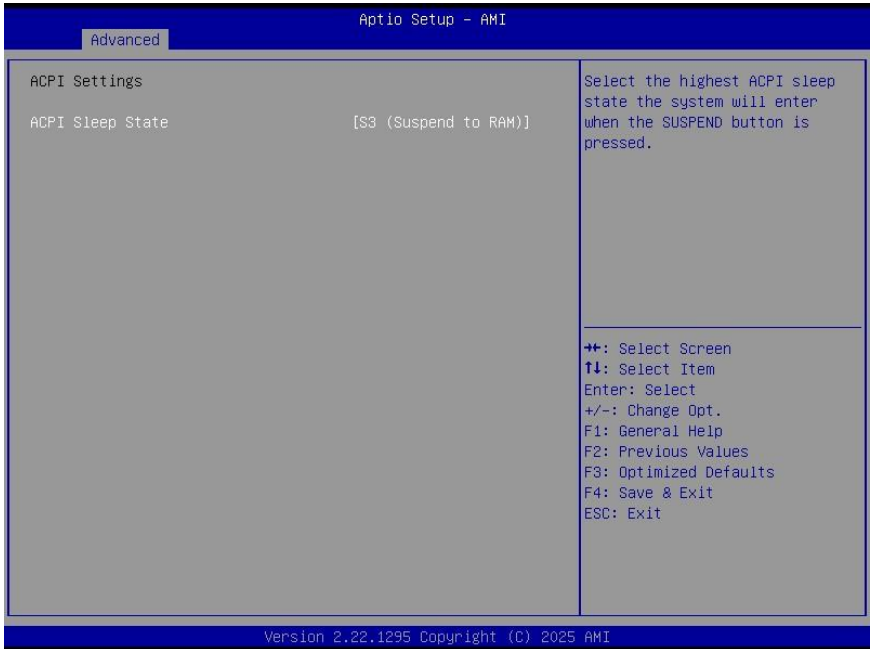 Aptio Setup - AMI
Advanced
ACPI Settings
ACPI Sleep State [S3 (Suspend to RAM)]
Select the highest ACPI sleep
state the system will enter
when the SUSPEND button is
pressed.
→←: Select Screen
↑↓: Select Item
Enter: Select
+/-: Change Opt.
F1: General Help
F2: Previous Values
F3: Optimized Defaults
F4: Save & Exit
ESC: Exit
Version 2.22.1295 Copyright (C) 2025 AMI